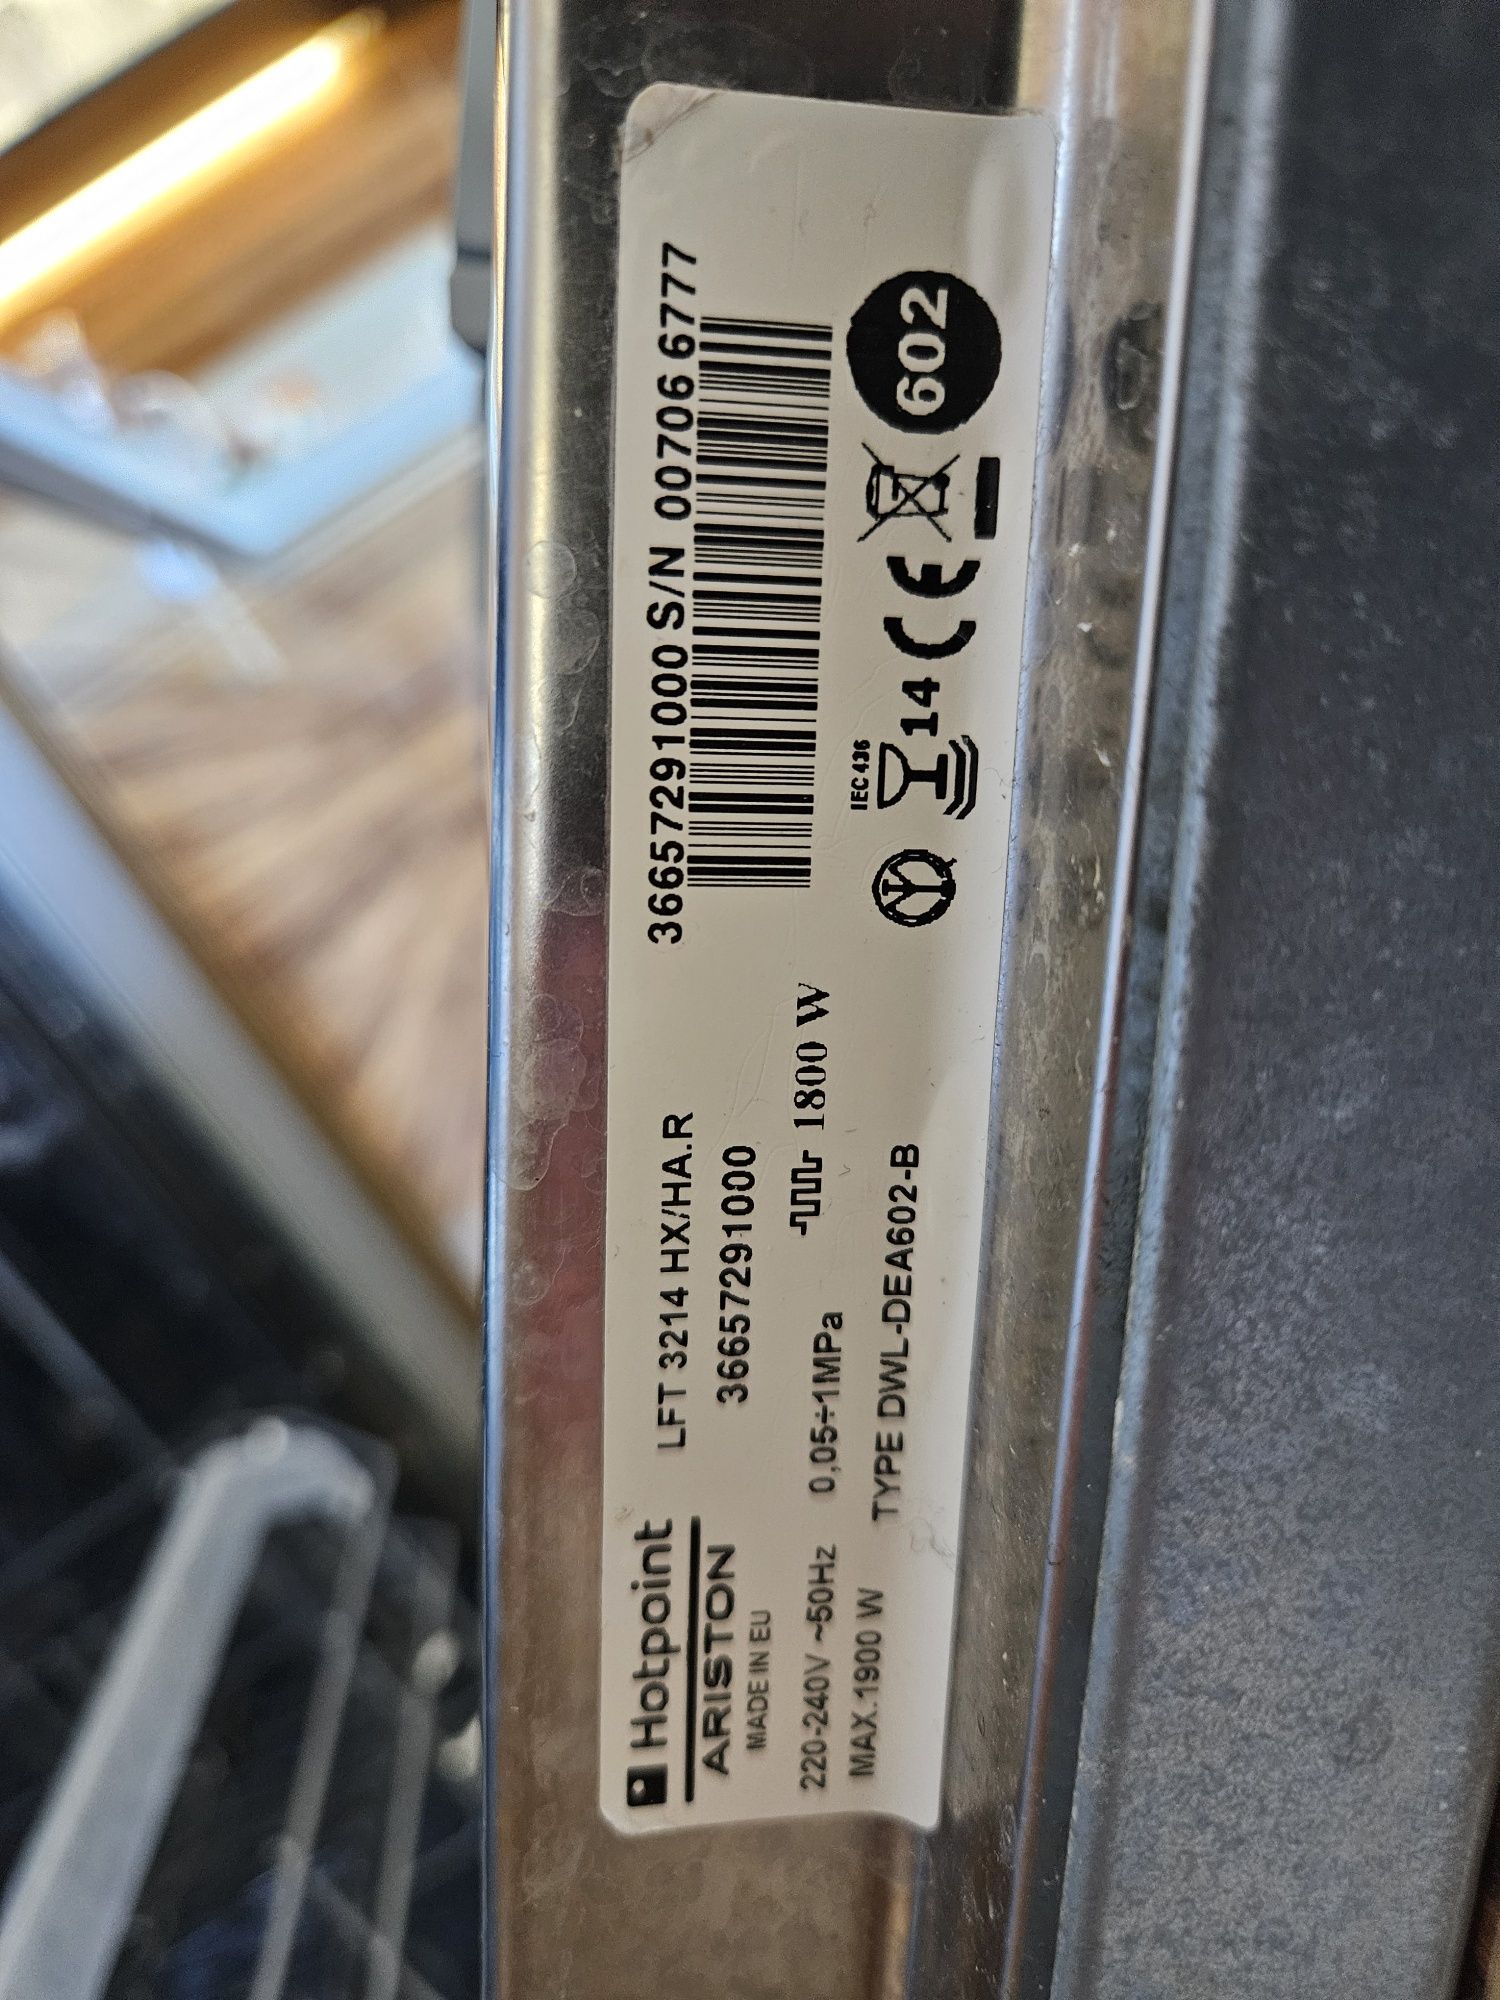 Hotpoint
ARISTON
MADE IN EU
LFT 3214 HX/HA.R
36657291000
220-240V ~50Hz 0,05÷1MPa 1800 W
MAX.1900 W TYPE DWL-DEA602-B
36657291000 S/N 00706 6777
IEC 436
14 CE 602